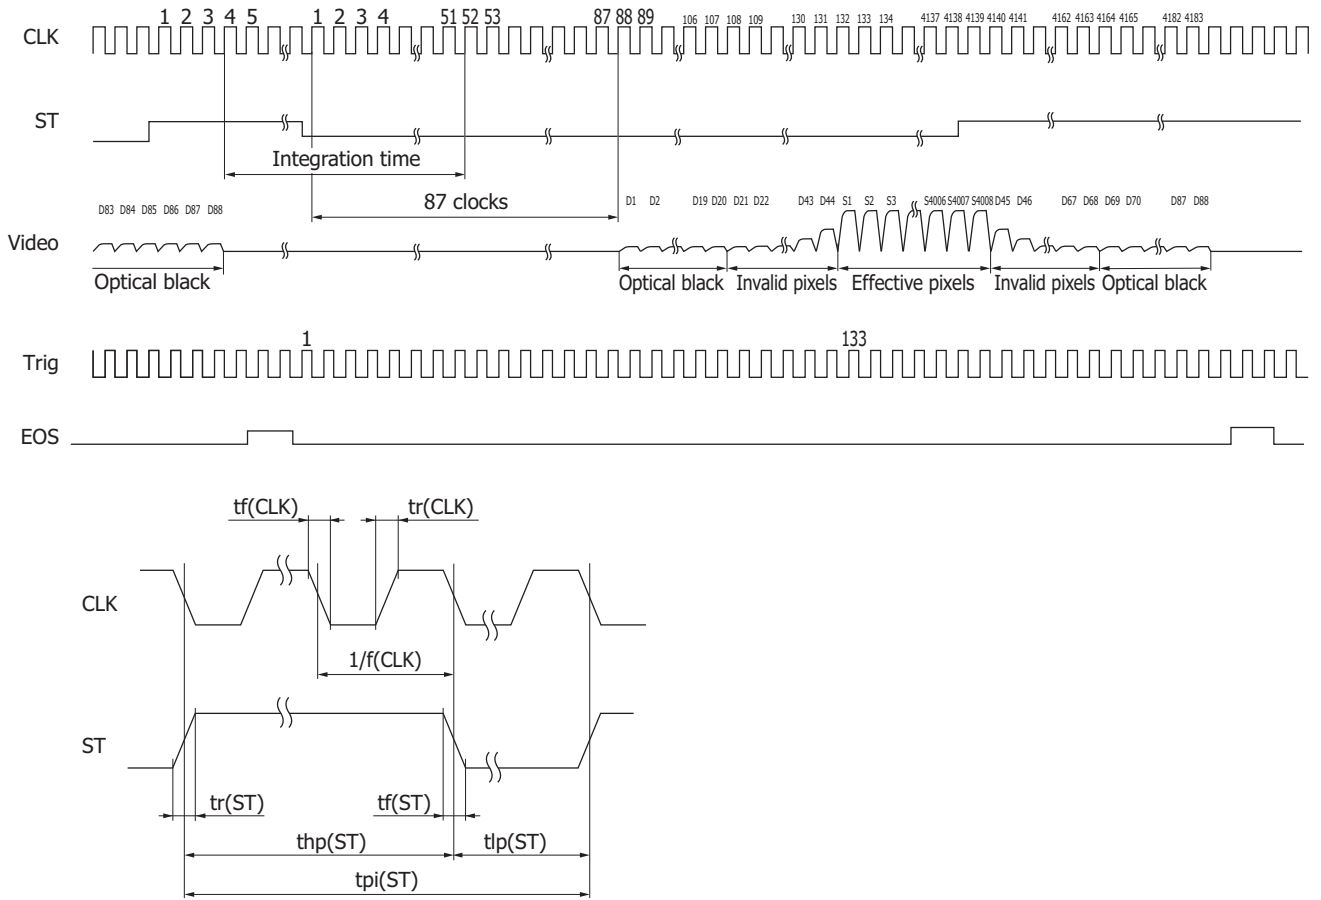 1 2 3 4 5 1 2 3 4 51 52 53 87 88 89 106 107 108 109 130 131 132 133 134 4137 4138 4139 4140 4141 4162 4163 4164 4165 4182 4183
CLK
ST
Integration time
87 clocks
D83 D84 D85 D86 D87 D88 D1 D2 D19 D20 D21 D22 D43 D44 S1 S2 S3 S4006 S4007 S4008 D45 D46 D67 D68 D69 D70 D87 D88
Video
Optical black Optical black Invalid pixels Effective pixels Invalid pixels Optical black
1 133
Trig
EOS
tf(CLK) tr(CLK)
CLK
1/f(CLK)
ST
tr(ST) tf(ST)
thp(ST) tlp(ST)
tpi(ST)